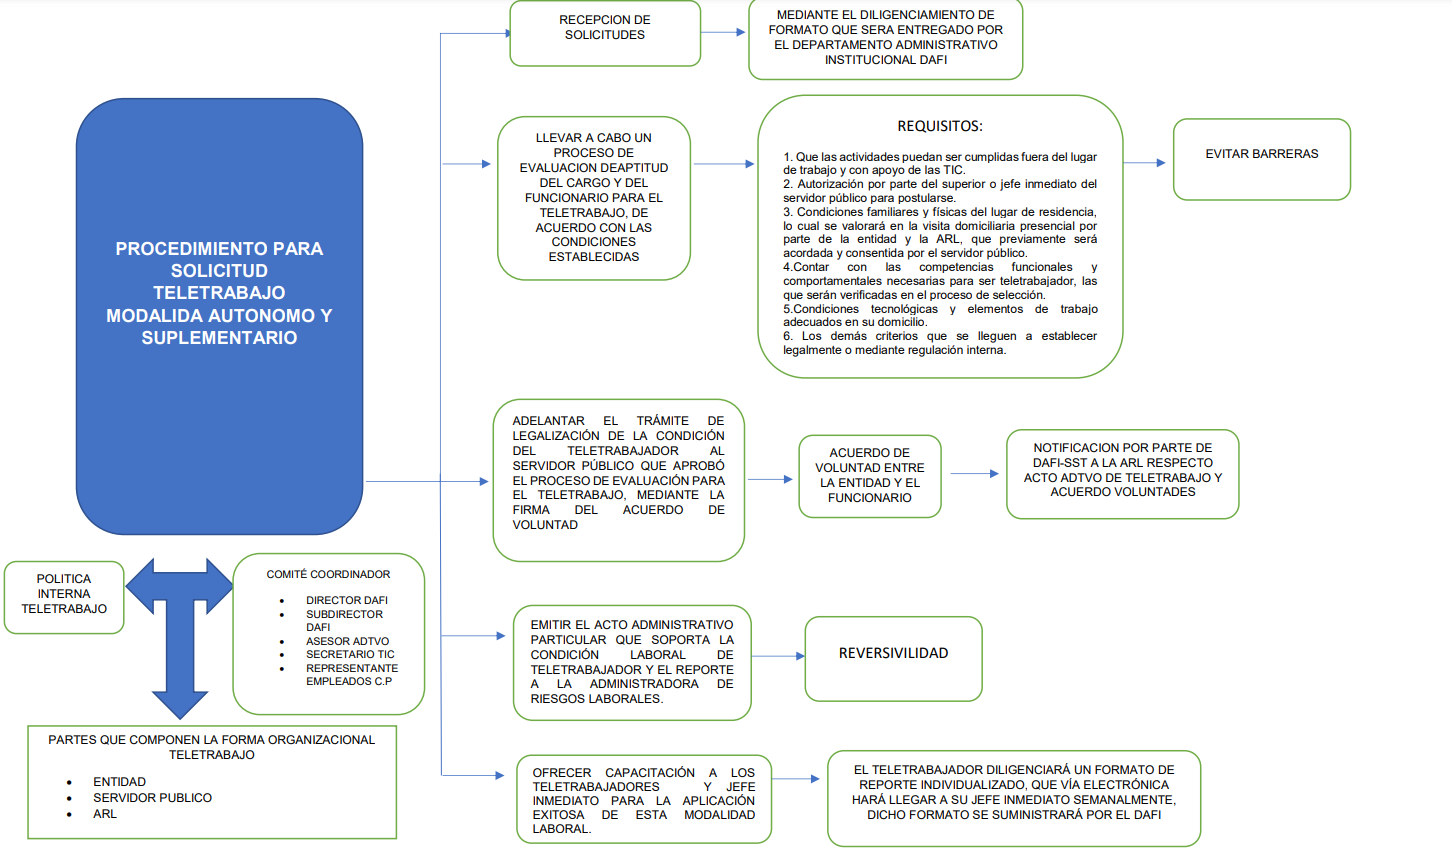 PROCEDIMIENTO PARA
SOLICITUD
TELETRABAJO
MODALIDA AUTONOMO Y
SUPLEMENTARIO
RECEPCION DE
SOLICITUDES
MEDIANTE EL DILIGENCIAMIENTO DE
FORMATO QUE SERA ENTREGADO POR
EL DEPARTAMENTO ADMINISTRATIVO
INSTITUCIONAL DAFI
LLEVAR A CABO UN
PROCESO DE
EVALUACION DEAPTITUD
DEL CARGO Y DEL
FUNCIONARIO PARA EL
TELETRABAJO, DE
ACUERDO CON LAS
CONDICIONES
ESTABLECIDAS
REQUISITOS:
1. Que las actividades puedan ser cumplidas fuera del lugar
de trabajo y con apoyo de las TIC.
2. Autorización por parte del superior o jefe inmediato del
servidor público para postularse.
3. Condiciones familiares y físicas del lugar de residencia,
lo cual se valorará en la visita domiciliaria presencial por
parte de la entidad y la ARL, que previamente será
acordada y consentida por el servidor público.
4.Contar con las competencias funcionales y
comportamentales necesarias para ser teletrabajador, las
que serán verificadas en el proceso de selección.
5.Condiciones tecnológicas y elementos de trabajo
adecuados en su domicilio.
6. Los demás criterios que se lleguen a establecer
legalmente o mediante regulación interna.
EVITAR BARRERAS
ADELANTAR EL TRÁMITE DE
LEGALIZACIÓN DE LA CONDICIÓN
DEL TELETRABAJADOR AL
SERVIDOR PÚBLICO QUE APROBÓ
EL PROCESO DE EVALUACIÓN PARA
EL TELETRABAJO, MEDIANTE LA
FIRMA DEL ACUERDO DE
VOLUNTAD
ACUERDO DE
VOLUNTAD ENTRE
LA ENTIDAD Y EL
FUNCIONARIO
NOTIFICACION POR PARTE DE
DAFI-SST A LA ARL RESPECTO
ACTO ADTVO DE TELETRABAJO Y
ACUERDO VOLUNTADES
POLITICA
INTERNA
TELETRABAJO
COMITÉ COORDINADOR
• DIRECTOR DAFI
• SUBDIRECTOR
DAFI
• ASESOR ADTVO
• SECRETARIO TIC
• REPRESENTANTE
EMPLEADOS C.P
EMITIR EL ACTO ADMINISTRATIVO
PARTICULAR QUE SOPORTA LA
CONDICIÓN LABORAL DE
TELETRABAJADOR Y EL REPORTE
A LA ADMINISTRADORA DE
RIESGOS LABORALES.
REVERSIVILIDAD
PARTES QUE COMPONEN LA FORMA ORGANIZACIONAL
TELETRABAJO
• ENTIDAD
• SERVIDOR PUBLICO
• ARL
OFRECER CAPACITACIÓN A LOS
TELETRABAJADORES Y JEFE
INMEDIATO PARA LA APLICACIÓN
EXITOSA DE ESTA MODALIDAD
LABORAL.
EL TELETRABAJADOR DILIGENCIARÁ UN FORMATO DE
REPORTE INDIVIDUALIZADO, QUE VÍA ELECTRÓNICA
HARÁ LLEGAR A SU JEFE INMEDIATO SEMANALMENTE,
DICHO FORMATO SE SUMINISTRARÁ POR EL DAFI